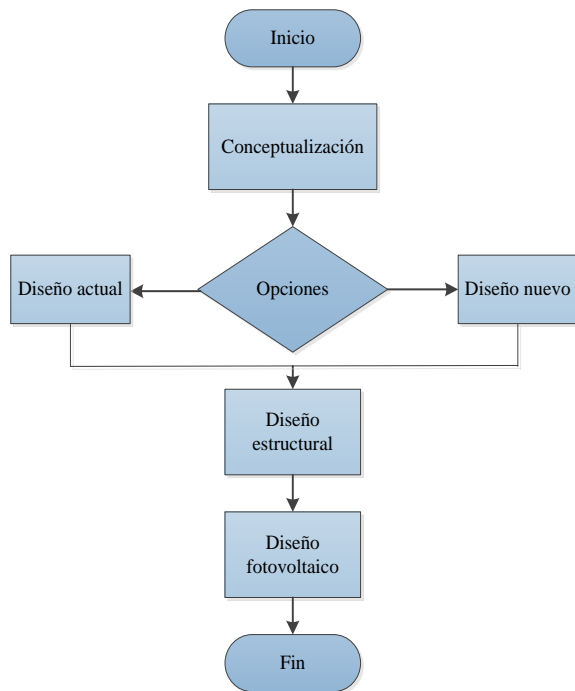 Inicio
Conceptualización
Diseño actual
Opciones
Diseño nuevo
Diseño
estructural
Diseño
fotovoltaico
Fin